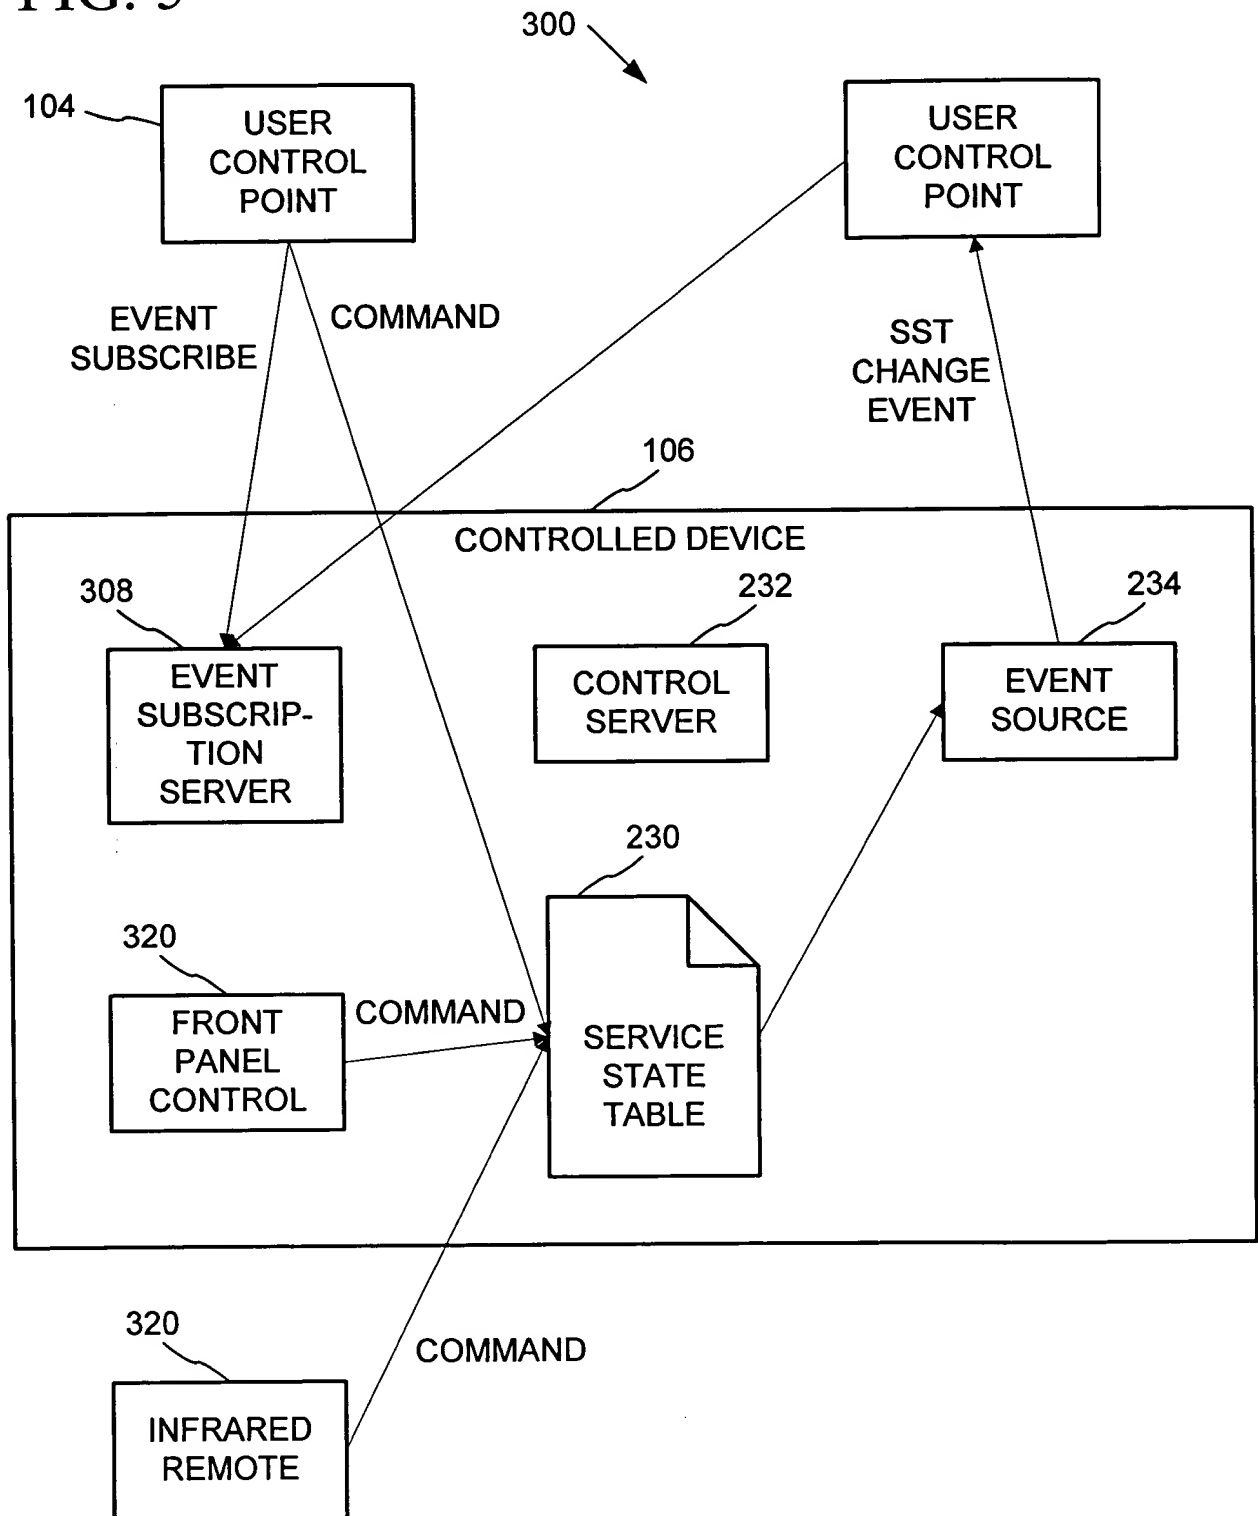 300
104
USER
CONTROL
POINT
USER
CONTROL
POINT
EVENT
SUBSCRIBE
COMMAND
SST
CHANGE
EVENT
106
CONTROLLED DEVICE
308
232
234
EVENT
SUBSCRIP-
TION
SERVER
CONTROL
SERVER
EVENT
SOURCE
230
320
FRONT
PANEL
CONTROL
COMMAND
SERVICE
STATE
TABLE
320
COMMAND
INFRARED
REMOTE